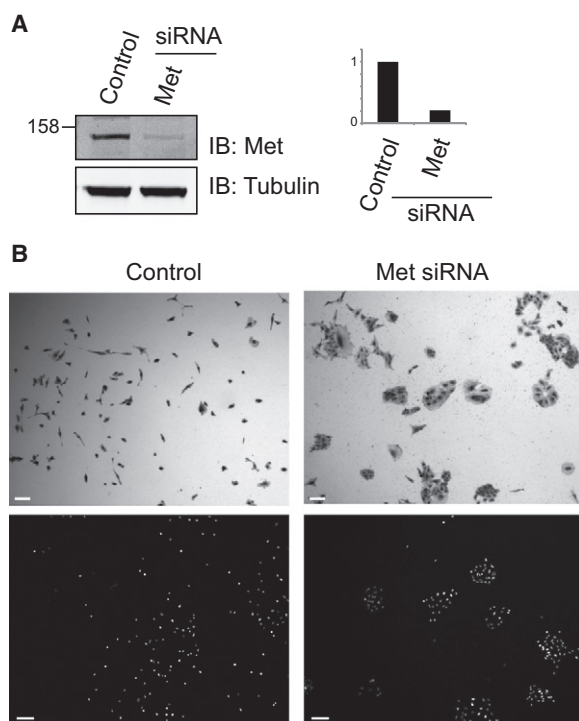 A
siRNA
Control
Met
158
IB: Met
IB: Tubulin
1
0
Control
Met
siRNA
B
Control
Met siRNA